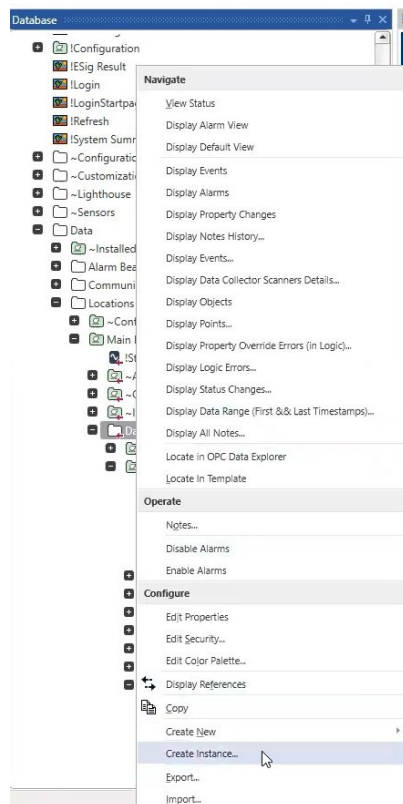 Database
!Configuration
!ESig Result
!Login
!LoginStartpa
!Refresh
!System Summ
~Configuratio
~Customizati
~Lighthouse
~Sensors
Data
~Installed
Alarm Bea
Communi
Locations
~Conf
Main
!St
Da
Navigate
View Status
Display Alarm View
Display Default View
Display Events
Display Alarms
Display Property Changes
Display Notes History...
Display Events...
Display Data Collector Scanners Details...
Display Objects
Display Points...
Display Property Override Errors (in Logic)...
Display Logic Errors...
Display Status Changes...
Display Data Range (First && Last Timestamps)...
Display All Notes...
Locate in OPC Data Explorer
Locate In Template
Operate
Notes...
Disable Alarms
Enable Alarms
Configure
Edit Properties
Edit Security...
Edit Color Palette...
Display References
Copy
Create New
Create Instance...
Export...
Import...